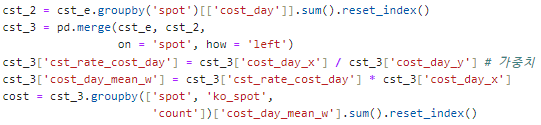 cst_2 = cst_e.groupby('spot')[['cost_day']].sum().reset_index()
cst_3 = pd.merge(cst_e, cst_2,
on = 'spot', how = 'left')
cst_3['cst_rate_cost_day'] = cst_3['cost_day_x'] / cst_3['cost_day_y'] # 가중치
cst_3['cost_day_mean_w'] = cst_3['cst_rate_cost_day'] * cst_3['cost_day_x']
cost = cst_3.groupby(['spot', 'ko_spot',
'count'])['cost_day_mean_w'].sum().reset_index()